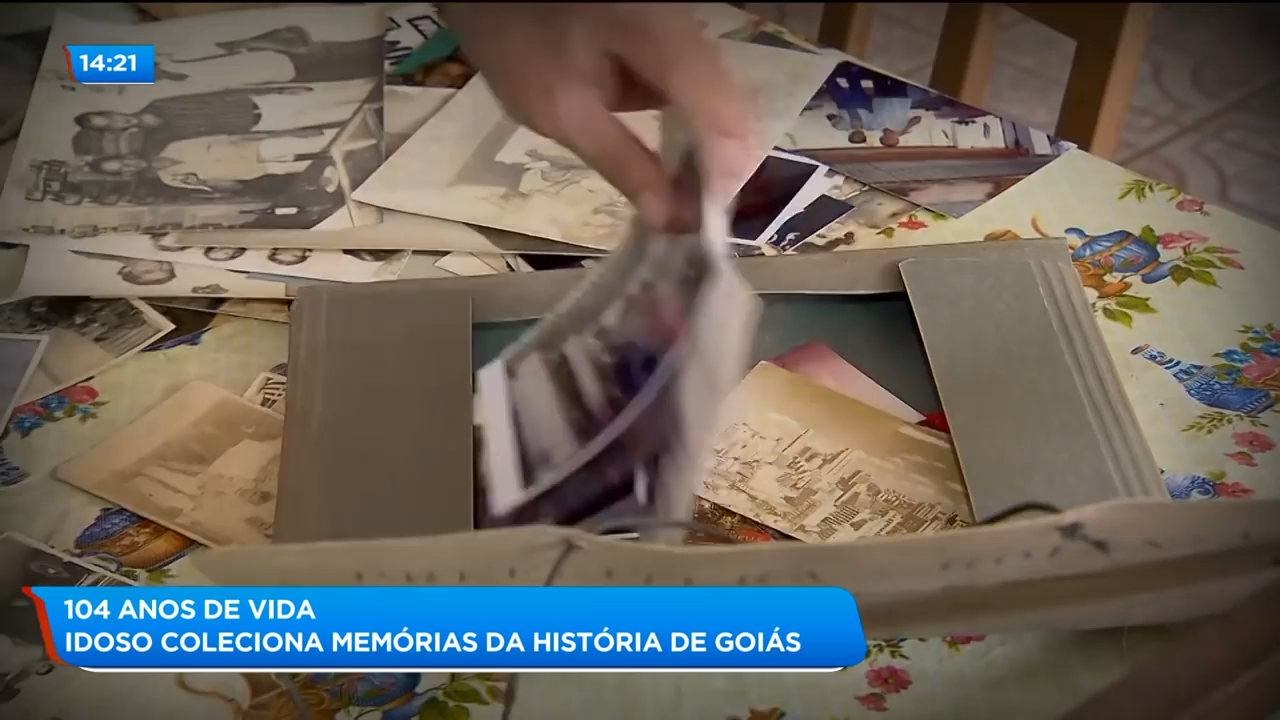 14:21
104 ANOS DE VIDA
IDOSO COLECIONA MEMÓRIAS DA HISTÓRIA DE GOIÁS